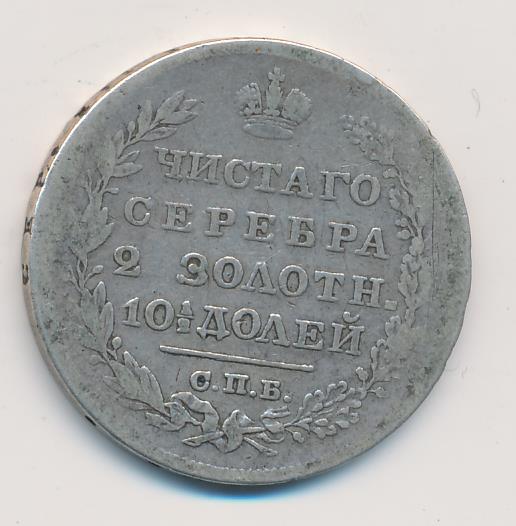 ЧИСТАГО
СЕРЕБРА
2 ЗОЛОТН.
10½ ДОЛЕЙ
С.П.Б.